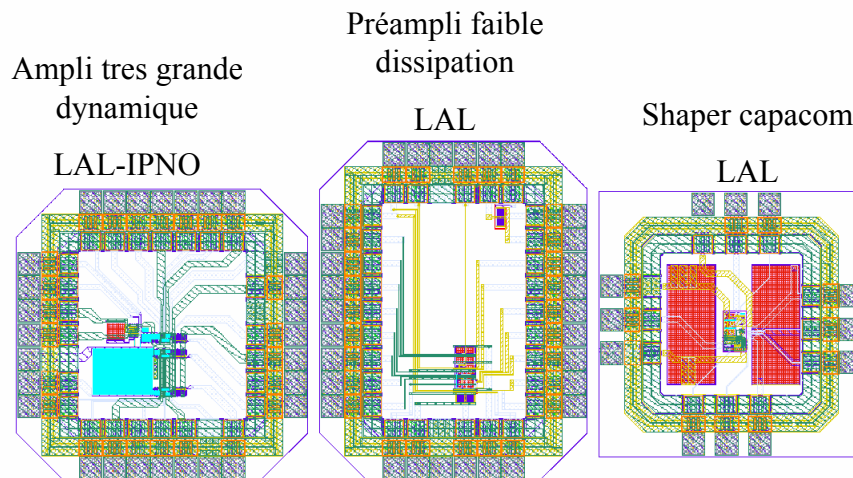 Ampli tres grande
dynamique
LAL-IPNO
Préampli faible
dissipation
LAL
Shaper capacom
LAL